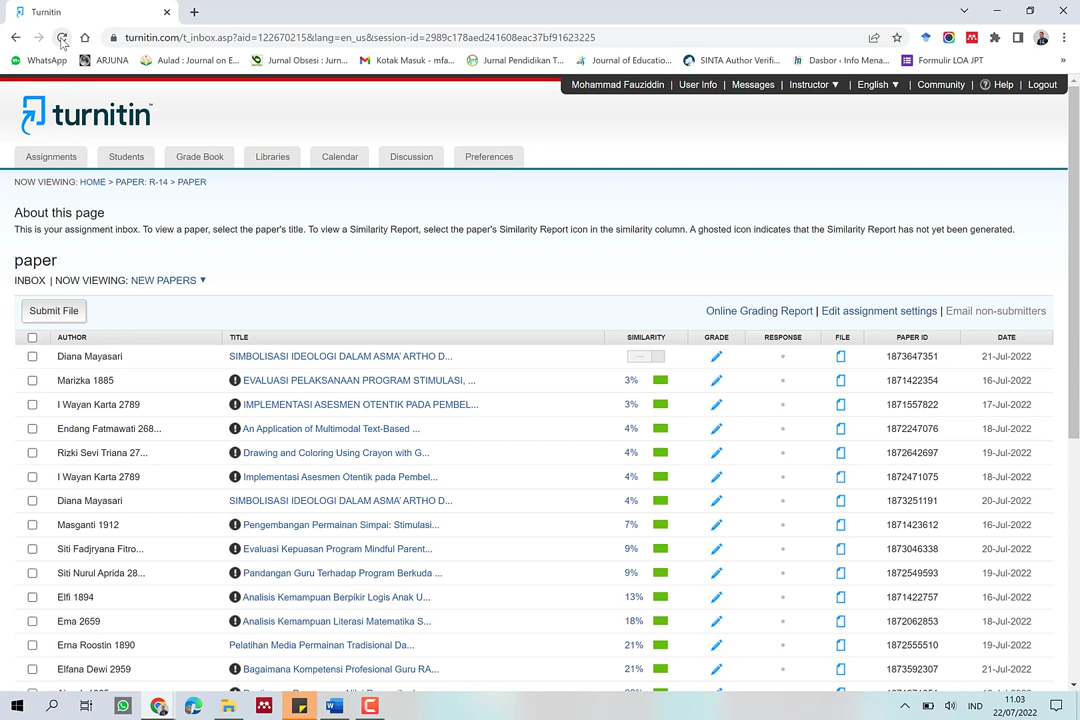 Turnitin
turnitin.com/t_inbox.asp?aid=122670215&lang=en_us&session-id=2989c178aed241608eac37bf91623225
WhatsApp ARJUNA Aulad : Journal on E... Jurnal Obsesi : Jurn... Kotak Masuk - mfa... Jurnal Pendidikan T... Journal of Educatio... SINTA Author Verifi... Dasbor ‹ Info Mena... Formulir LOA JPT »
Mohammad Fauziddin | User Info | Messages | Instructor ▼ | English ▼ | Community | Help | Logout
turnitin
Assignments Students Grade Book Libraries Calendar Discussion Preferences
NOW VIEWING: HOME > PAPER: R-14 > PAPER
About this page
This is your assignment inbox. To view a paper, select the paper's title. To view a Similarity Report, select the paper's Similarity Report icon in the similarity column. A ghosted icon indicates that the Similarity Report has not yet been generated.
paper
INBOX | NOW VIEWING: NEW PAPERS ▼
Submit File Online Grading Report | Edit assignment settings | Email non-submitters
AUTHOR TITLE SIMILARITY GRADE RESPONSE FILE PAPER ID DATE
Diana Mayasari SIMBOLISASI IDEOLOGI DALAM ASMA' ARTHO D... 1873647351 21-Jul-2022
Marizka 1885 EVALUASI PELAKSANAAN PROGRAM STIMULASI, ... 3% 1871422354 16-Jul-2022
I Wayan Karta 2789 IMPLEMENTASI ASESMEN OTENTIK PADA PEMBEL... 3% 1871557822 17-Jul-2022
Endang Fatmawati 268... An Application of Multimodal Text-Based ... 4% 1872247076 18-Jul-2022
Rizki Sevi Triana 27... Drawing and Coloring Using Crayon with G... 4% 1872642697 19-Jul-2022
I Wayan Karta 2789 Implementasi Asesmen Otentik pada Pembel... 4% 1872471075 18-Jul-2022
Diana Mayasari SIMBOLISASI IDEOLOGI DALAM ASMA' ARTHO D... 4% 1873251191 20-Jul-2022
Masganti 1912 Pengembangan Permainan Simpai: Stimulasi... 7% 1871423612 16-Jul-2022
Siti Fadjryana Fitro... Evaluasi Kepuasan Program Mindful Parent... 9% 1873046338 20-Jul-2022
Siti Nurul Aprida 28... Pandangan Guru Terhadap Program Berkuda ... 9% 1872549593 19-Jul-2022
Elfi 1894 Analisis Kemampuan Berpikir Logis Anak U... 13% 1871422757 16-Jul-2022
Ema 2659 Analisis Kemampuan Literasi Matematika S... 18% 1872062853 18-Jul-2022
Erna Roostin 1890 Pelatihan Media Permainan Tradisional Da... 21% 1872555510 19-Jul-2022
Elfana Dewi 2959 Bagaimana Kompetensi Profesional Guru RA... 21% 1873592307 21-Jul-2022
IND 11.03
22/07/2022